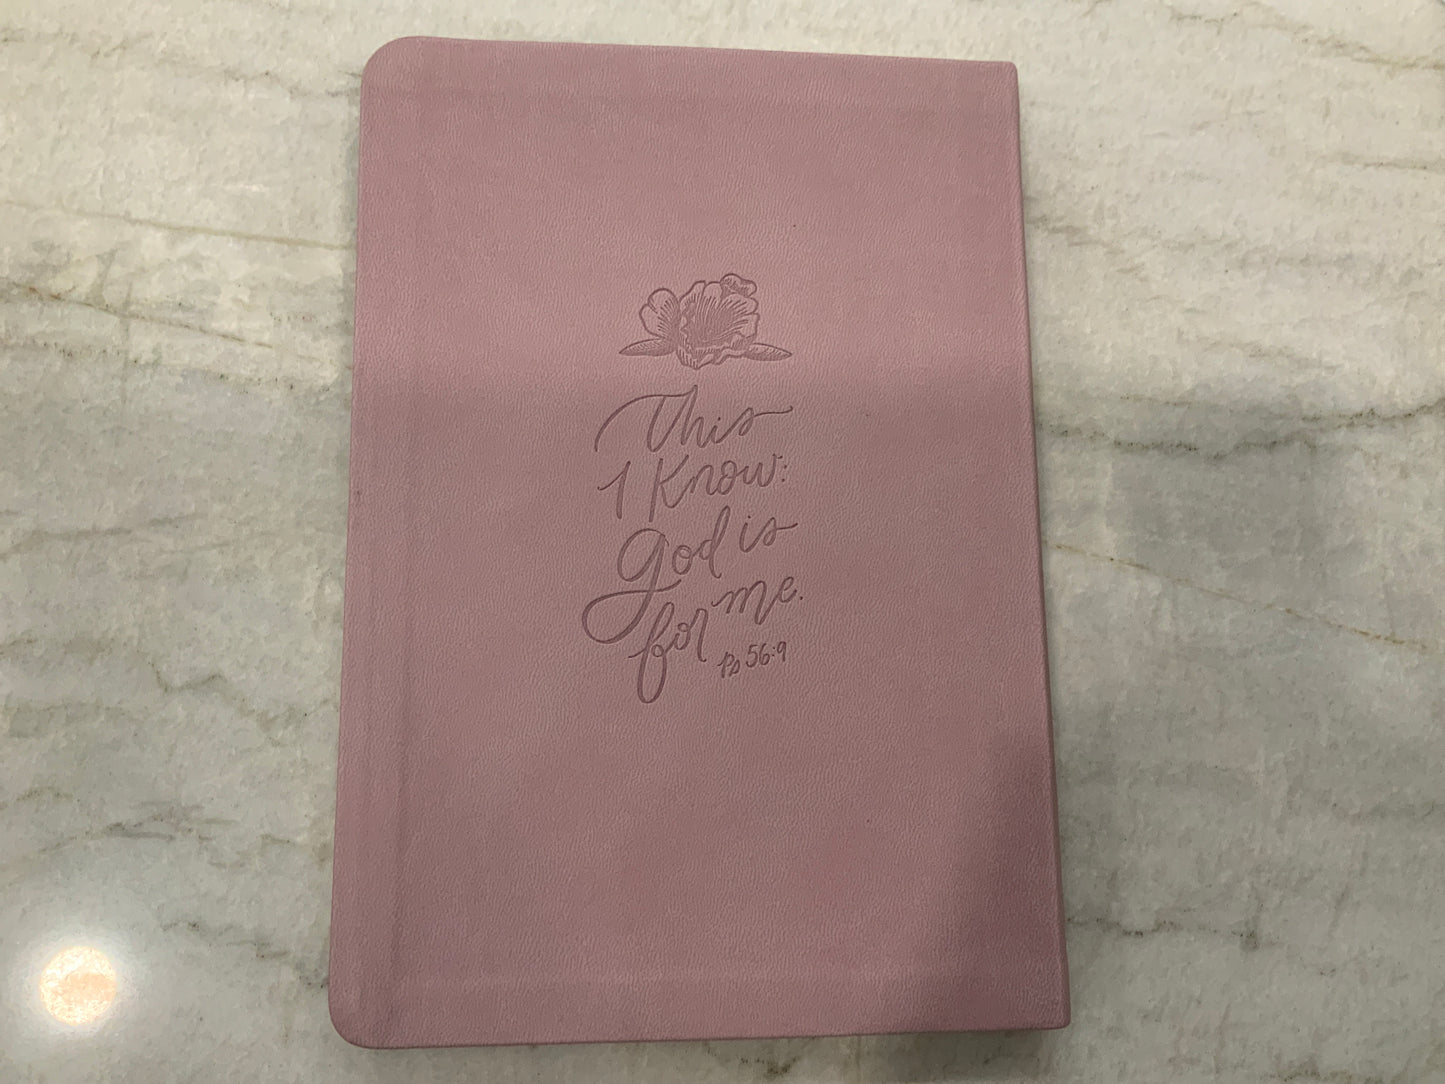 This
I Know:
God is
for me.
Ps 56:9